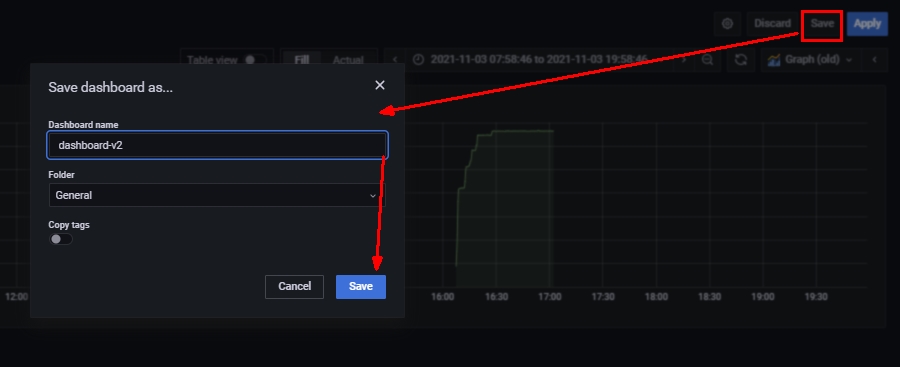 Discard Save Apply
Table view Fill Actual 2021-11-03 07:58:46 to 2021-11-03 19:58:46 Graph (old)
Save dashboard as...
Dashboard name
dashboard-v2
Folder
General
Copy tags
Cancel Save
12:00 16:00 16:30 17:00 17:30 18:00 18:30 19:00 19:30